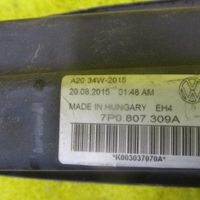 A20 34W-2015
20.08.2015 01:48 AM
MADE IN HUNGARY EH4
7P0.807.309A
*K003037070A*